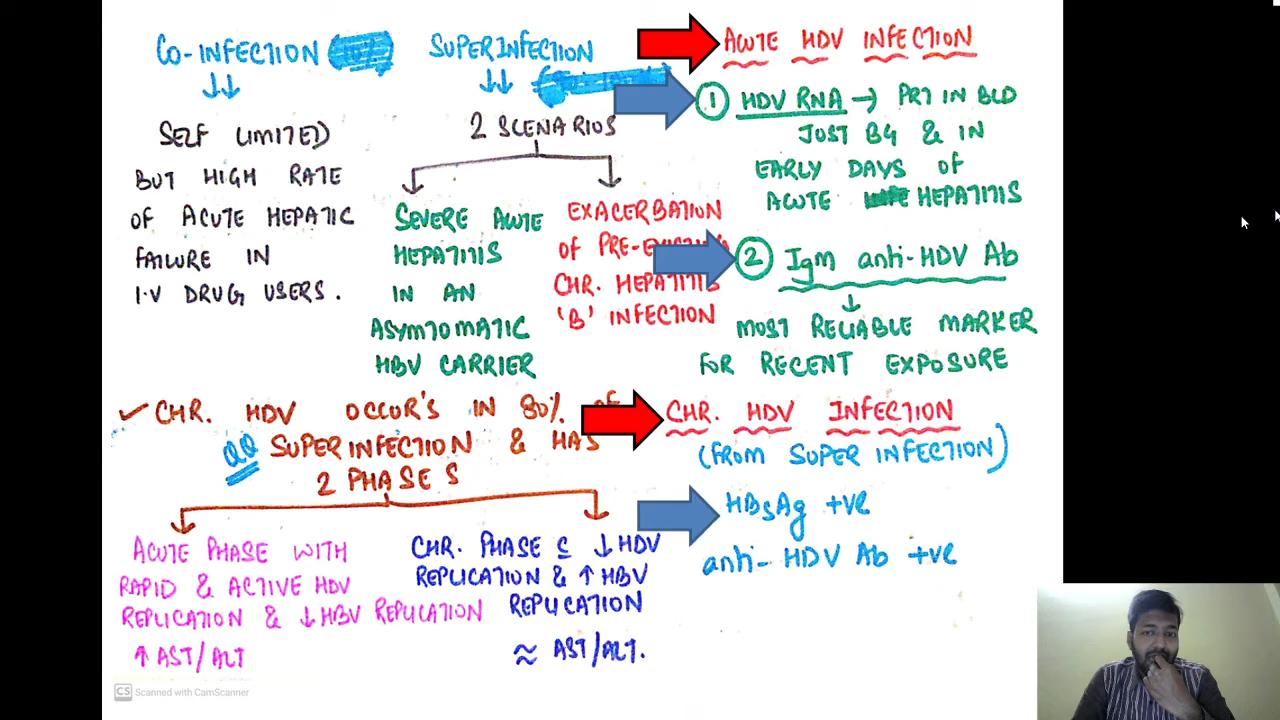 CO-INFECTION
SELF LIMITED
BUT HIGH RATE
OF ACUTE HEPATIC
FAILURE IN
I.V DRUG USERS.
SUPERINFECTION
2 SCENARIOS
SEVERE ACUTE
HEPATITIS
IN AN
ASYMTOMATIC
HBV CARRIER
EXACERBATION
OF PRE-EXISTING
CHR. HEPATITIS
'B' INFECTION
✓ CHR. HDV OCCUR'S IN 80% OF
SUPERINFECTION & HAS
2 PHASES
ACUTE PHASE WITH
RAPID & ACTIVE HDV
REPLICATION & ↓HBV REPLICATION
↑ AST/ALT
CHR. PHASE c̄ ↓HDV
REPLICATION & ↑ HBV
REPLICATION
≈ AST/ALT.
ACUTE HDV INFECTION
① HDV RNA → PRT IN BLD
JUST B4 & IN
EARLY DAYS OF
ACUTE HEPATITIS
② Igm anti-HDV Ab
↓
MOST RELIABLE MARKER
FOR RECENT EXPOSURE
CHR. HDV INFECTION
(FROM SUPER INFECTION)
HBsAg +ve
anti-HDV Ab +ve
CS Scanned with CamScanner